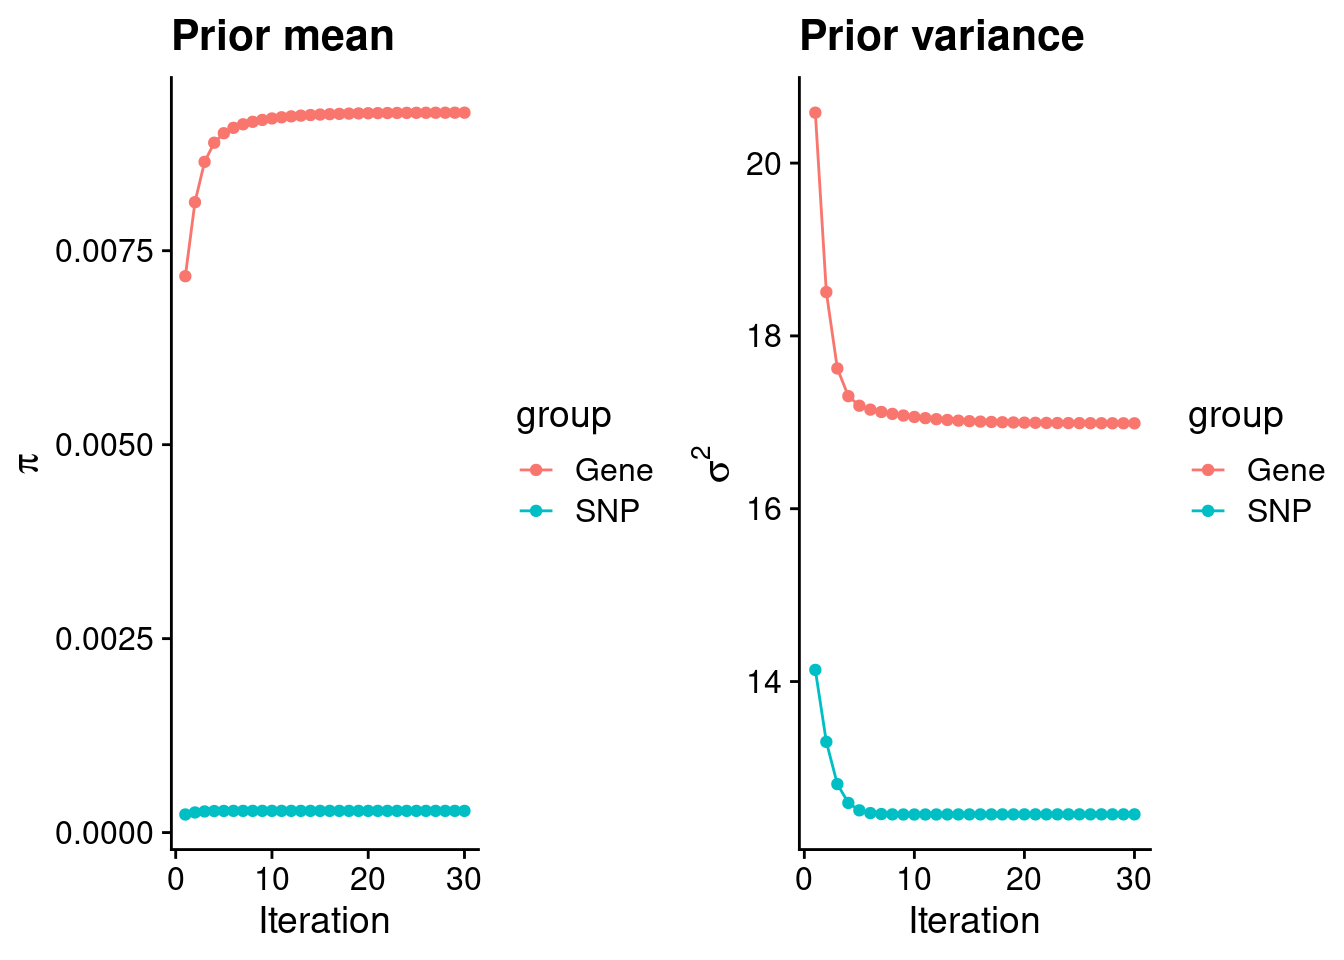 Prior mean
0.0075
0.0050
0.0025
0.0000
π
0 10 20 30
Iteration
group
Gene
SNP
Prior variance
20
18
16
14
σ²
0 10 20 30
Iteration
group
Gene
SNP